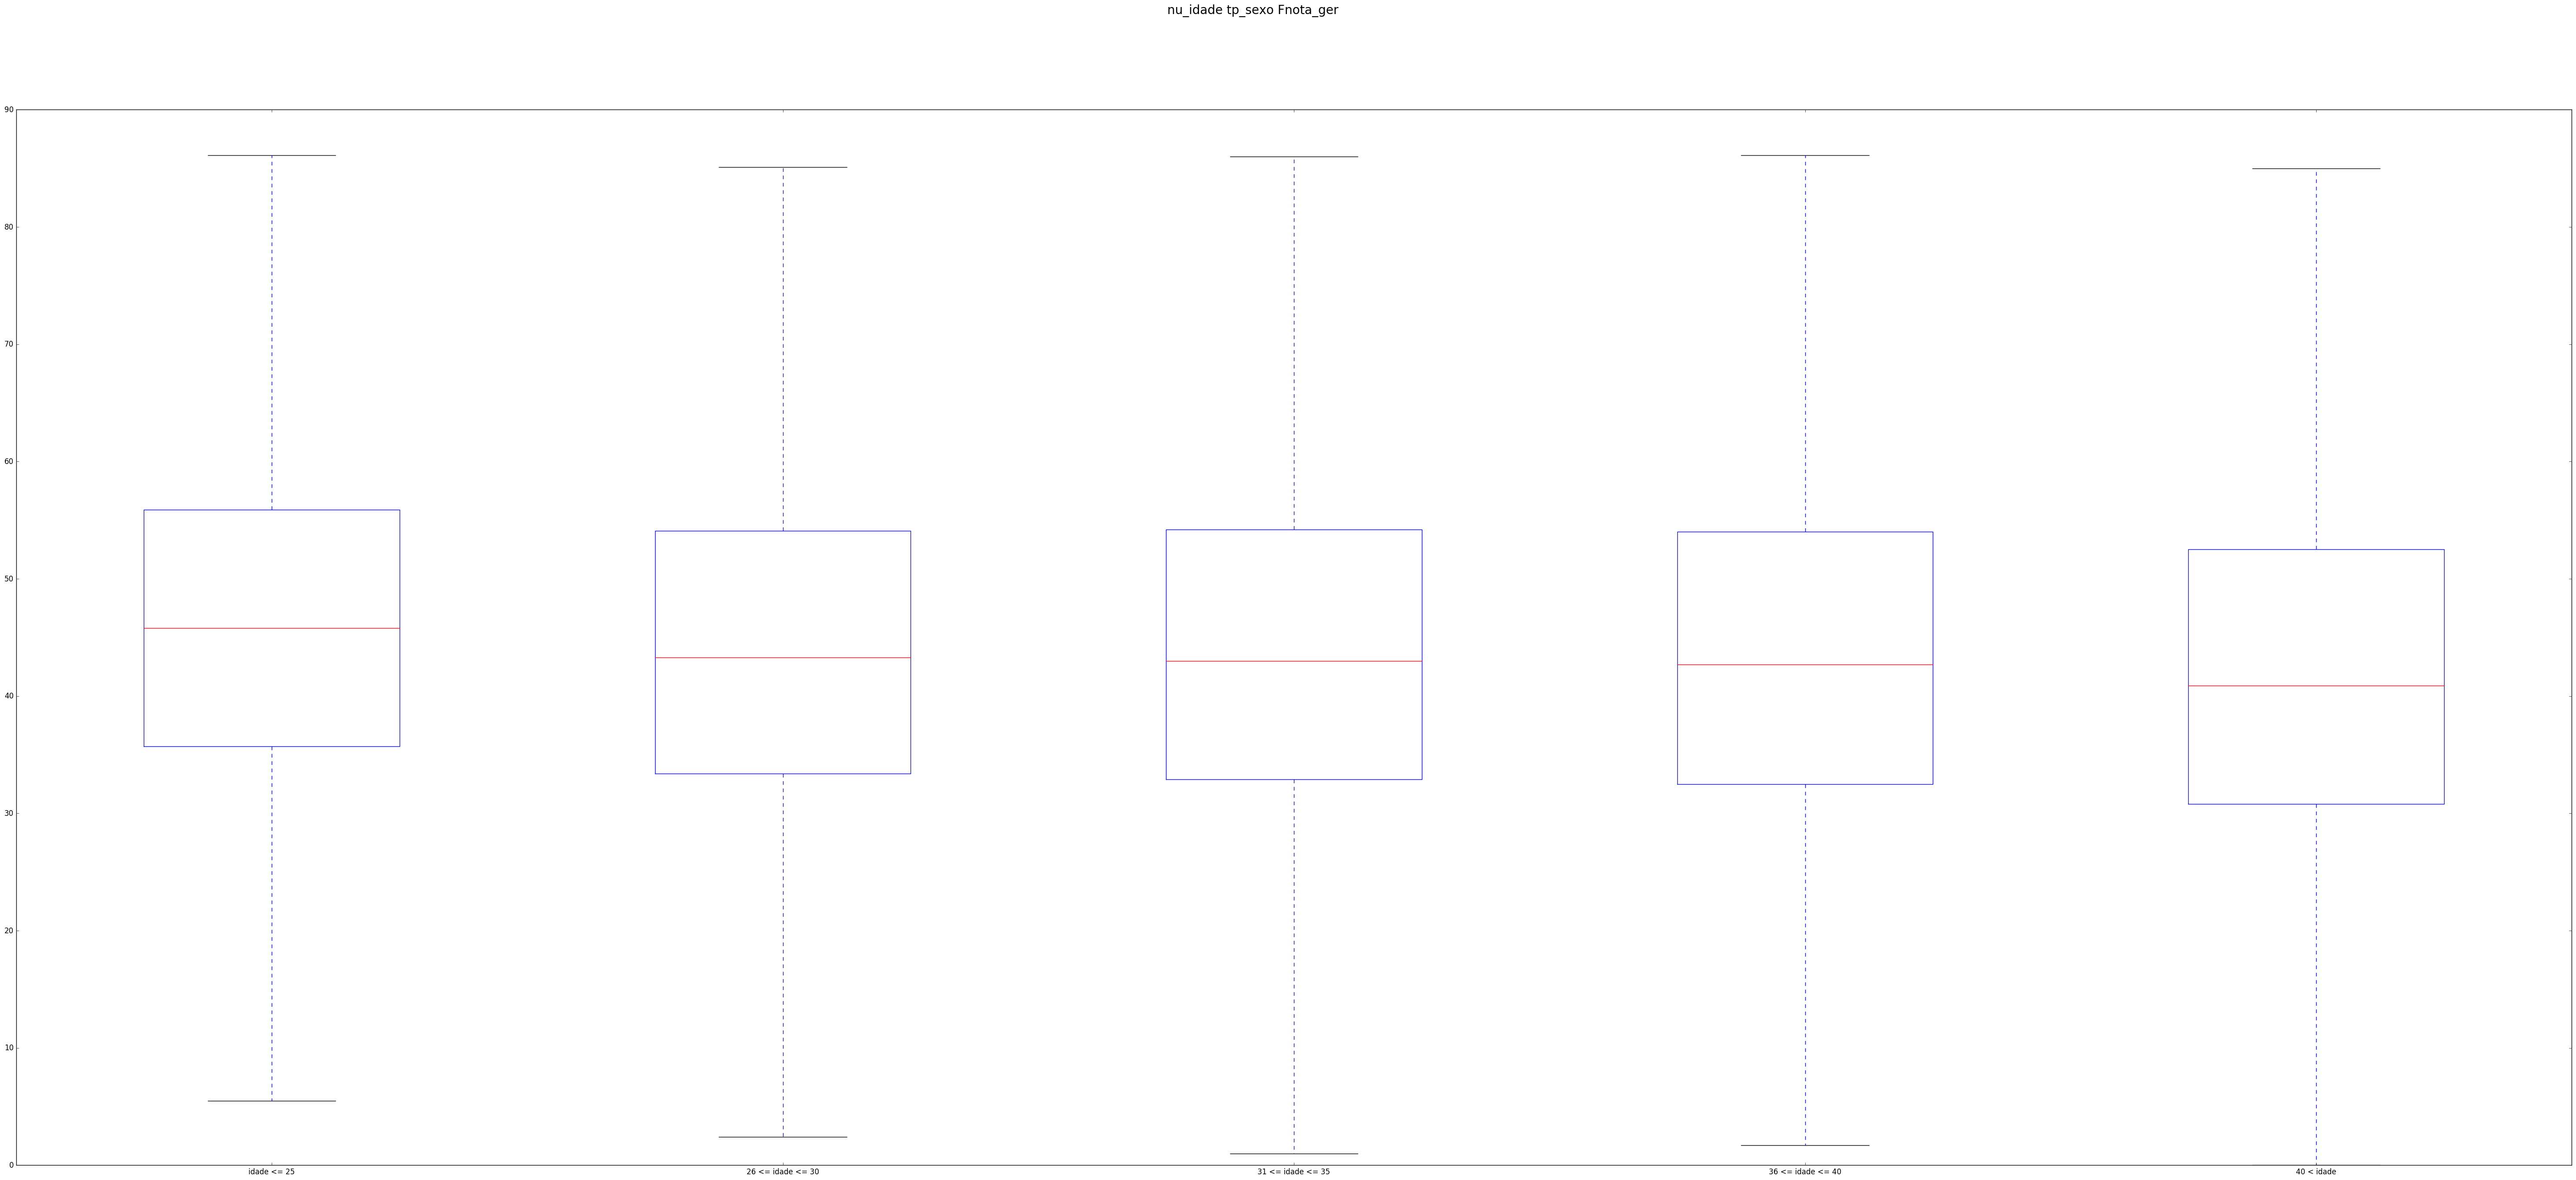 nu_idade tp_sexo Fnota_ger
90
80
70
60
50
40
30
20
10
0
idade <= 25
26 <= idade <= 30
31 <= idade <= 35
36 <= idade <= 40
40 < idade